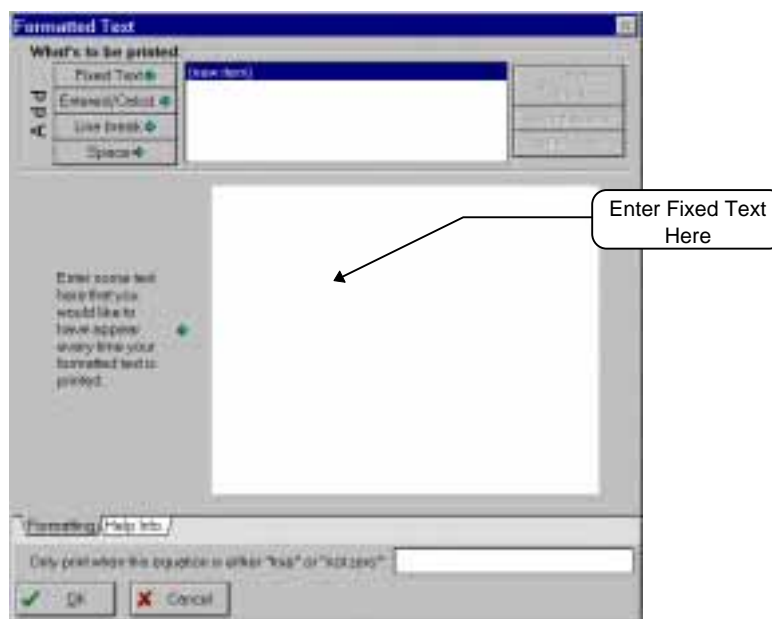 Formatted Text
What's to be printed
Add
Fixed Text
Entered/Calcd
Line break
Space
(new item)
Enter Fixed Text
Here
Enter some text
here that you
would like to
have appear
every time your
formatted text is
printed.
Formatting
Help Info
Only print when this equation is either "true" or "not zero"
OK
Cancel